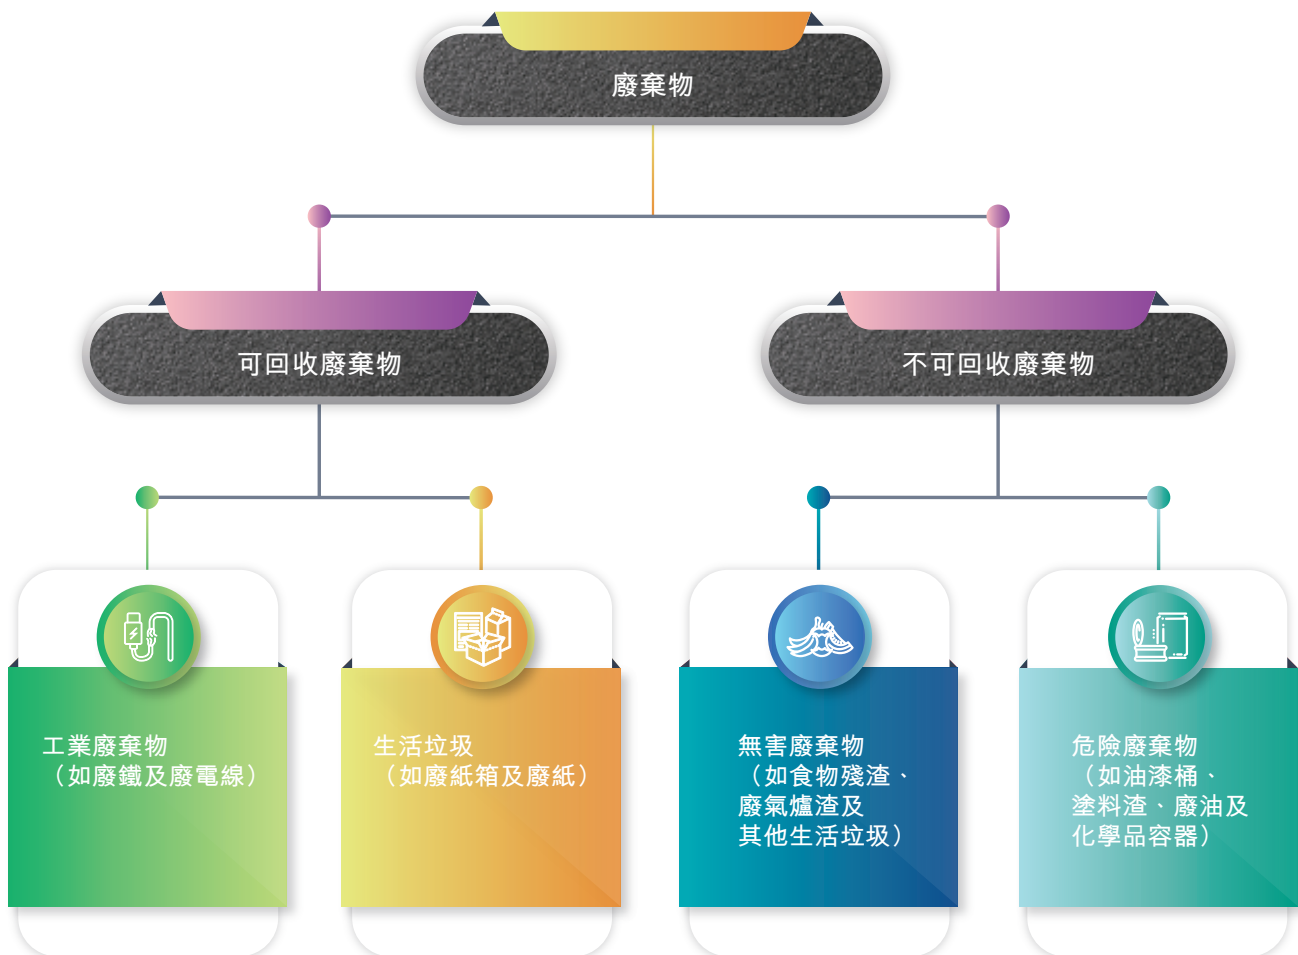 廢棄物
可回收廢棄物
不可回收廢棄物
工業廢棄物
（如廢鐵及廢電線）
生活垃圾
（如廢紙箱及廢紙）
無害廢棄物
（如食物殘渣、
廢氣爐渣及
其他生活垃圾）
危險廢棄物
（如油漆桶、
塗料渣、廢油及
化學品容器）